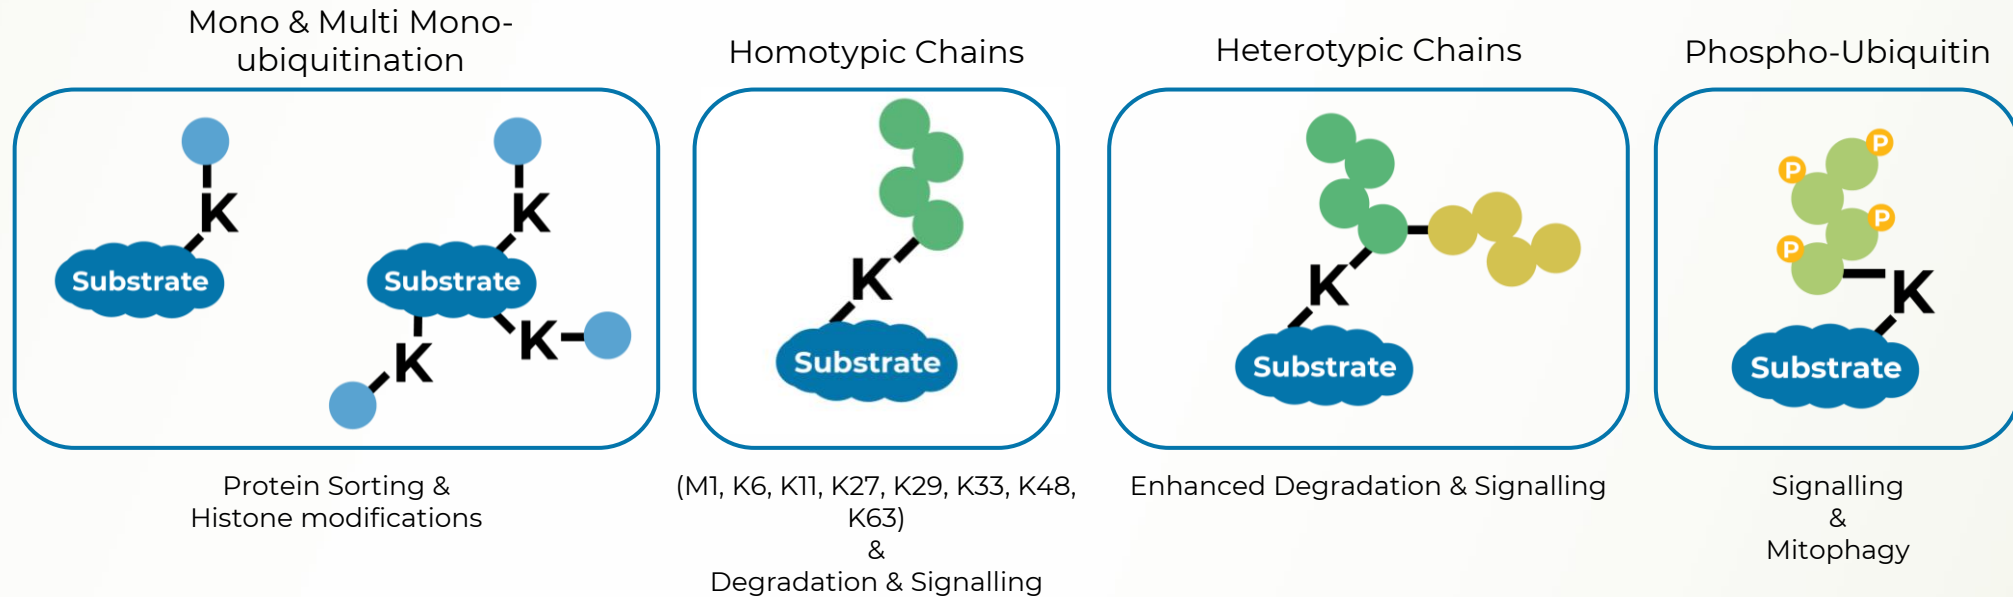 Mono & Multi Mono-
ubiquitination
K
Substrate
K
Substrate
K
K
Protein Sorting &
Histone modifications
Homotypic Chains
K
Substrate
(M1, K6, K11, K27, K29, K33, K48,
K63)
&
Degradation & Signalling
Heterotypic Chains
K
Substrate
Enhanced Degradation & Signalling
Phospho-Ubiquitin
P
P
P
P
K
Substrate
Signalling
&
Mitophagy